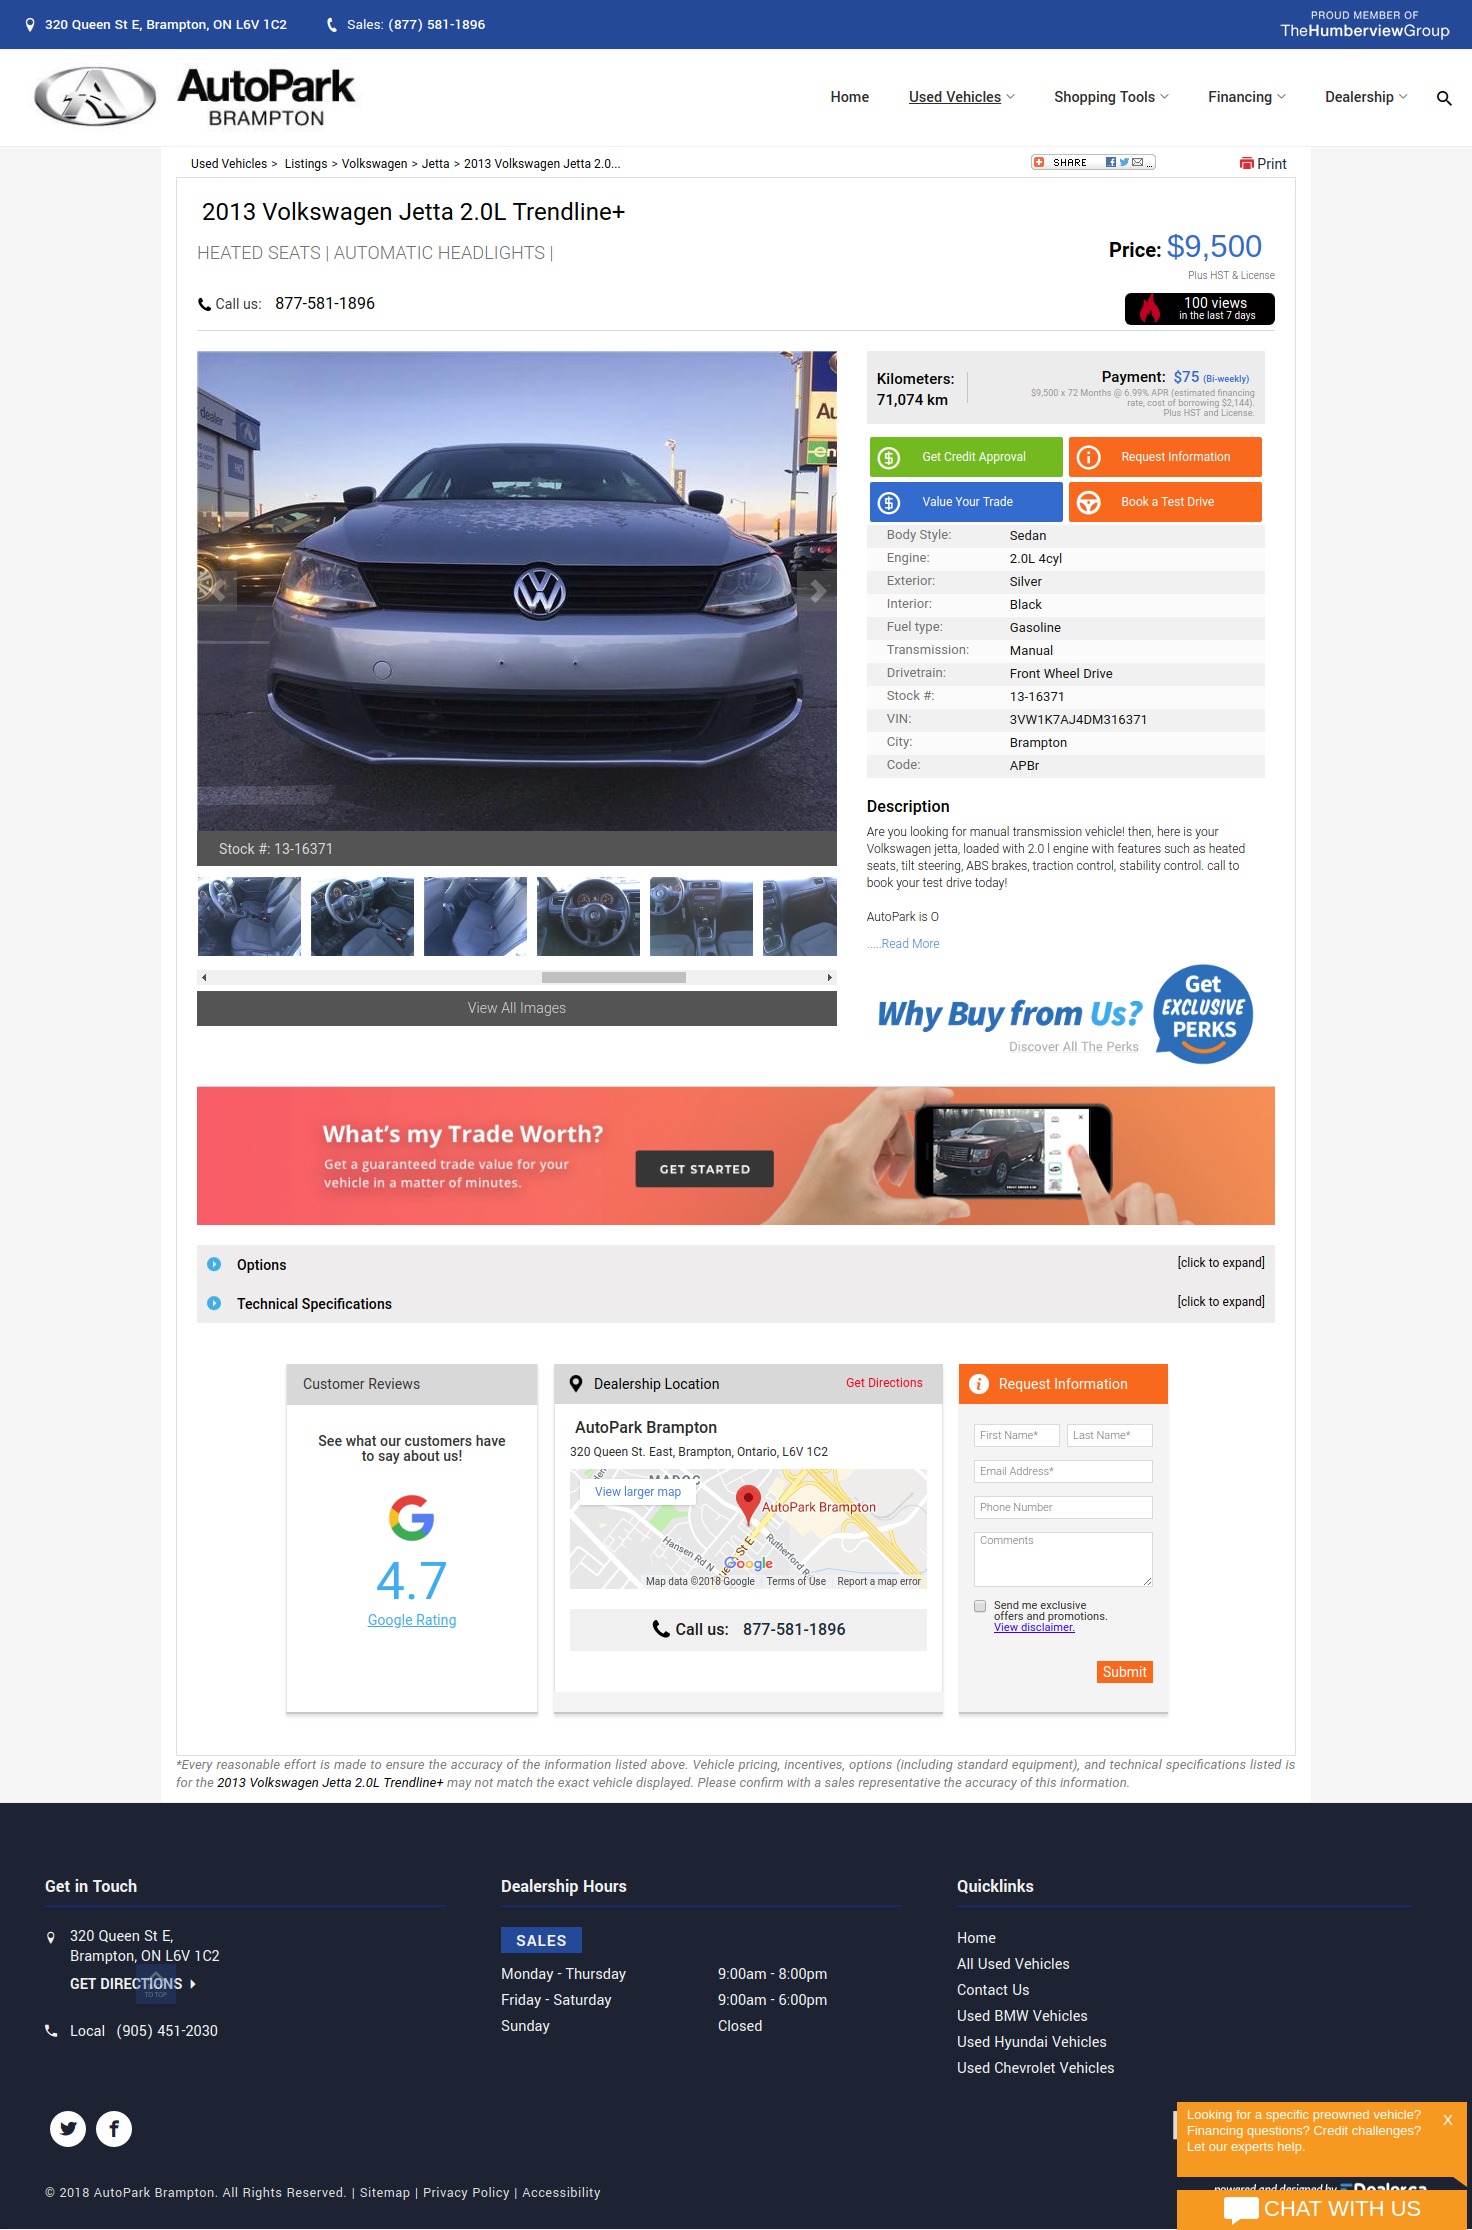 320 Queen St E, Brampton, ON L6V 1C2
Sales: (877) 581-1896
PROUD MEMBER OF
TheHumberviewGroup
AutoPark
BRAMPTON
Home
Used Vehicles
Shopping Tools
Financing
Dealership
Used Vehicles > Listings > Volkswagen > Jetta > 2013 Volkswagen Jetta 2.0...
SHARE
Print
2013 Volkswagen Jetta 2.0L Trendline+
HEATED SEATS | AUTOMATIC HEADLIGHTS |
Price: $9,500
Plus HST & License
Call us: 877-581-1896
100 views
in the last 7 days
dealer
Au
en
Stock #: 13-16371
View All Images
Kilometers:
71,074 km
Payment: $75 (Bi-weekly)
$9,500 x 72 Months @ 6.99% APR (estimated financing
rate, cost of borrowing $2,144).
Plus HST and License.
Get Credit Approval
Request Information
Value Your Trade
Book a Test Drive
Body Style: Sedan
Engine: 2.0L 4cyl
Exterior: Silver
Interior: Black
Fuel type: Gasoline
Transmission: Manual
Drivetrain: Front Wheel Drive
Stock #: 13-16371
VIN: 3VW1K7AJ4DM316371
City: Brampton
Code: APBr
Description
Are you looking for manual transmission vehicle! then, here is your
Volkswagen jetta, loaded with 2.0 l engine with features such as heated
seats, tilt steering, ABS brakes, traction control, stability control. call to
book your test drive today!
AutoPark is O
.....Read More
Why Buy from Us?
Discover All The Perks
Get
EXCLUSIVE
PERKS
What's my Trade Worth?
Get a guaranteed trade value for your
vehicle in a matter of minutes.
GET STARTED
Options [click to expand]
Technical Specifications [click to expand]
Customer Reviews
See what our customers have
to say about us!
4.7
Google Rating
Dealership Location
Get Directions
AutoPark Brampton
320 Queen St. East, Brampton, Ontario, L6V 1C2
MADOC
View larger map
AutoPark Brampton
Hansen Rd N
Rutherford R
Google
Map data ©2018 Google Terms of Use Report a map error
Call us: 877-581-1896
Request Information
First Name*
Last Name*
Email Address*
Phone Number
Comments
Send me exclusive
offers and promotions.
View disclaimer.
Submit
*Every reasonable effort is made to ensure the accuracy of the information listed above. Vehicle pricing, incentives, options (including standard equipment), and technical specifications listed is
for the 2013 Volkswagen Jetta 2.0L Trendline+ may not match the exact vehicle displayed. Please confirm with a sales representative the accuracy of this information.
Get in Touch
320 Queen St E,
Brampton, ON L6V 1C2
GET DIRECTIONS
TO TOP
Local (905) 451-2030
Dealership Hours
SALES
Monday - Thursday 9:00am - 8:00pm
Friday - Saturday 9:00am - 6:00pm
Sunday Closed
Quicklinks
Home
All Used Vehicles
Contact Us
Used BMW Vehicles
Used Hyundai Vehicles
Used Chevrolet Vehicles
Looking for a specific preowned vehicle?
Financing questions? Credit challenges?
Let our experts help.
X
powered and designed by Dealer.ca
CHAT WITH US
© 2018 AutoPark Brampton. All Rights Reserved. | Sitemap | Privacy Policy | Accessibility